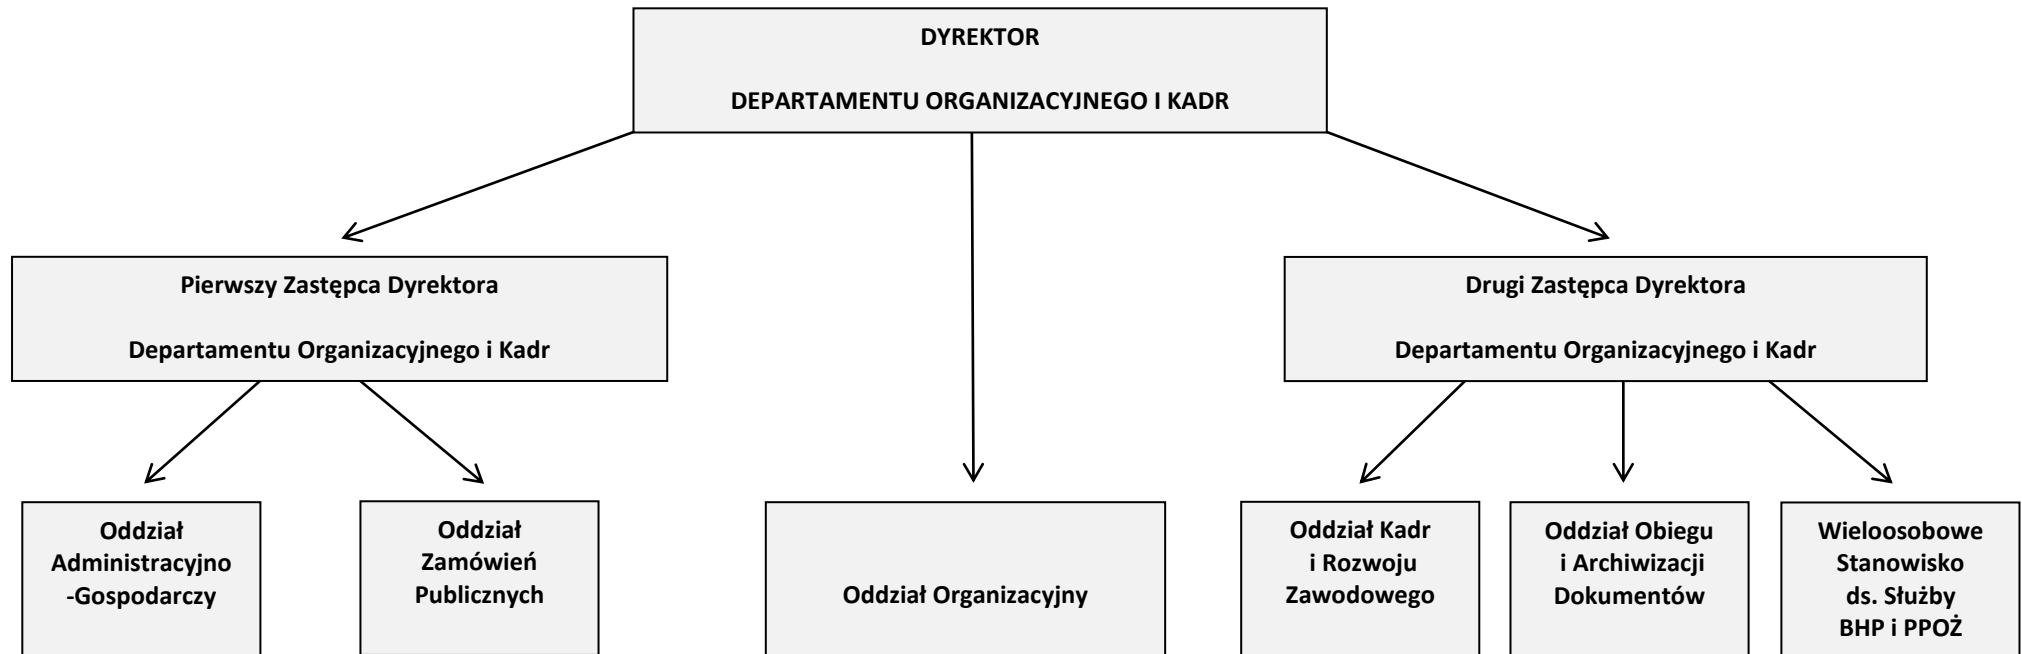 DYREKTOR
DEPARTAMENTU ORGANIZACYJNEGO I KADR
Pierwszy Zastępca Dyrektora
Departamentu Organizacyjnego i Kadr
Drugi Zastępca Dyrektora
Departamentu Organizacyjnego i Kadr
Oddział
Administracyjno
-Gospodarczy
Oddział
Zamówień
Publicznych
Oddział Organizacyjny
Oddział Kadr
i Rozwoju
Zawodowego
Oddział Obiegu
i Archiwizacji
Dokumentów
Wieloosobowe
Stanowisko
ds. Służby
BHP i PPOŻ